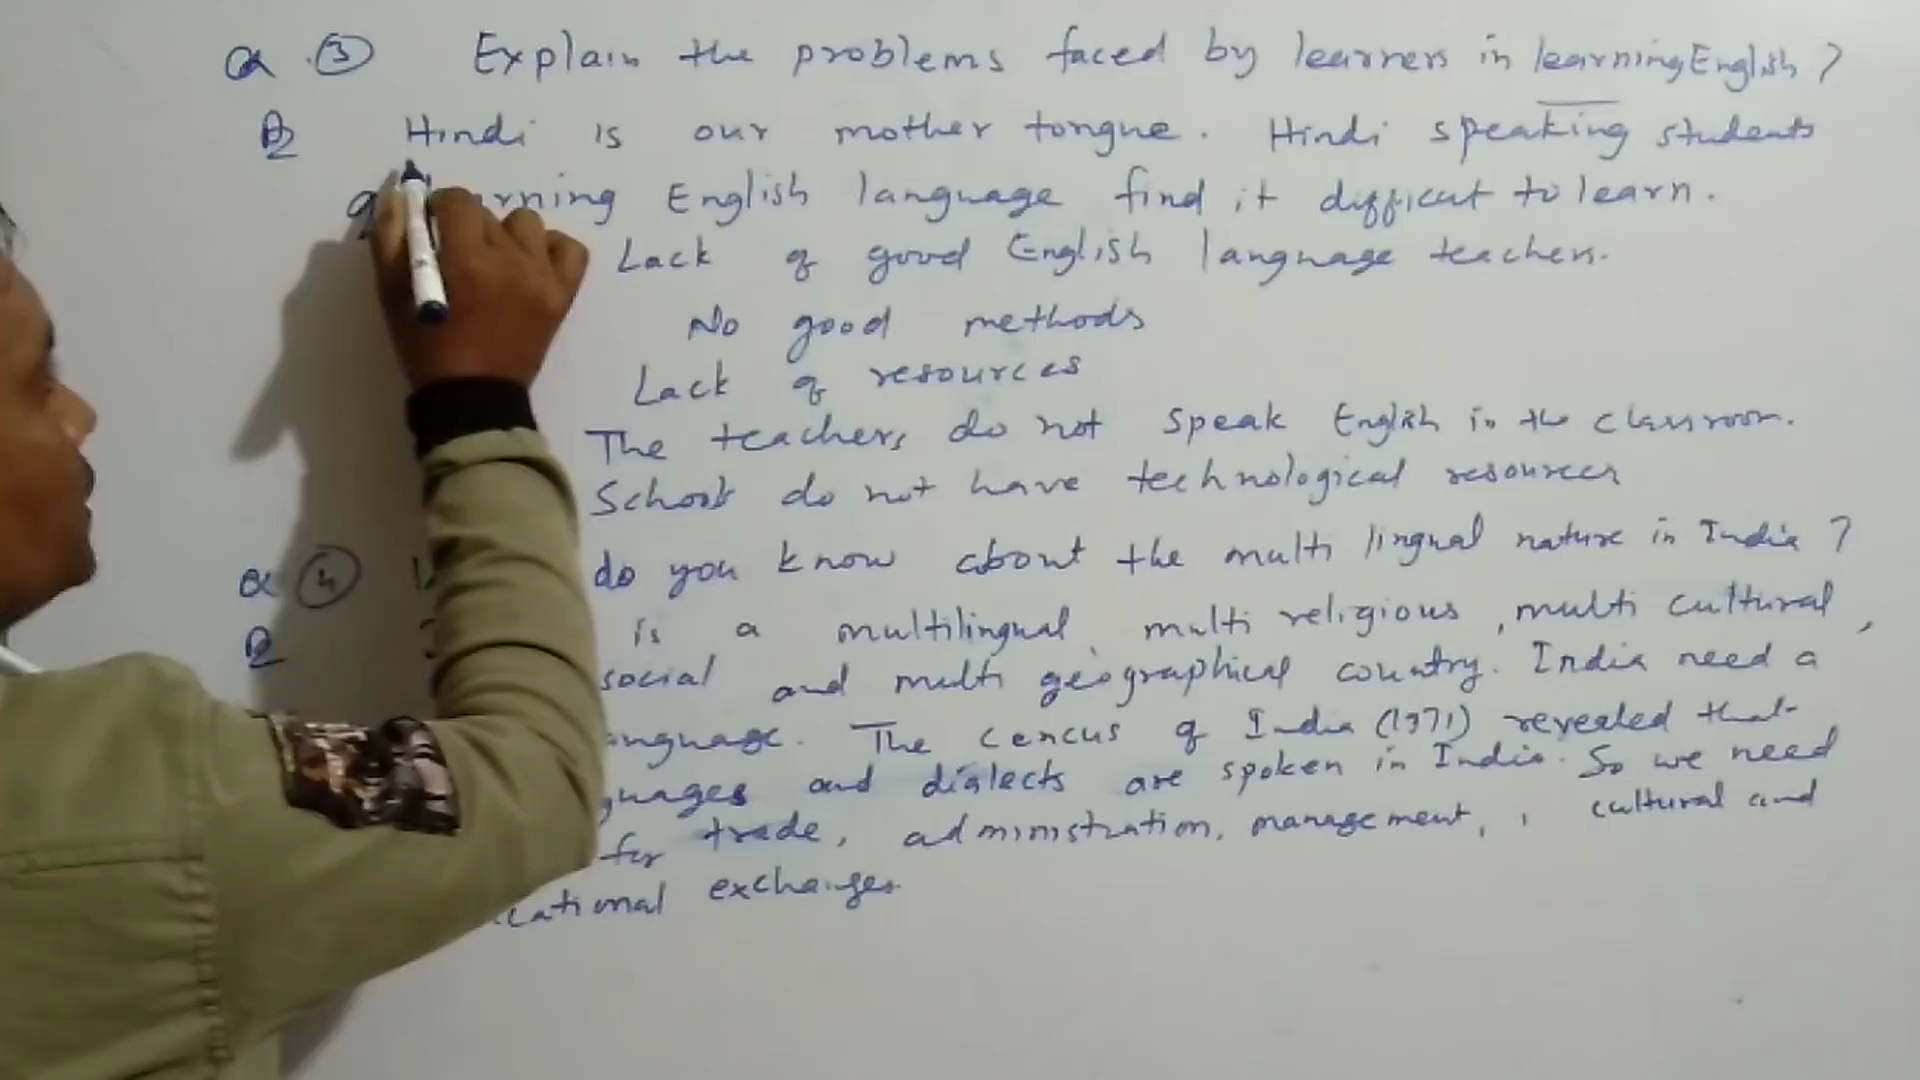 Q. 3 Explain the problems faced by learners in learning English?
Hindi is our mother tongue. Hindi speaking students
English language find it difficult to learn.
Lack of good English language teachers.
No good methods
Lack of resources
The teachers do not speak English in the classroom.
Schools do not have technological resources
Q 4 do you know about the multi lingual nature in India?
is a multilingual, multi religious, multi cultural,
social and multi geographical country. India need a
The cencus of India (1971) revealed that
and dialects are spoken in India. So we need
for trade, administration, management, , cultural and
exchanges.